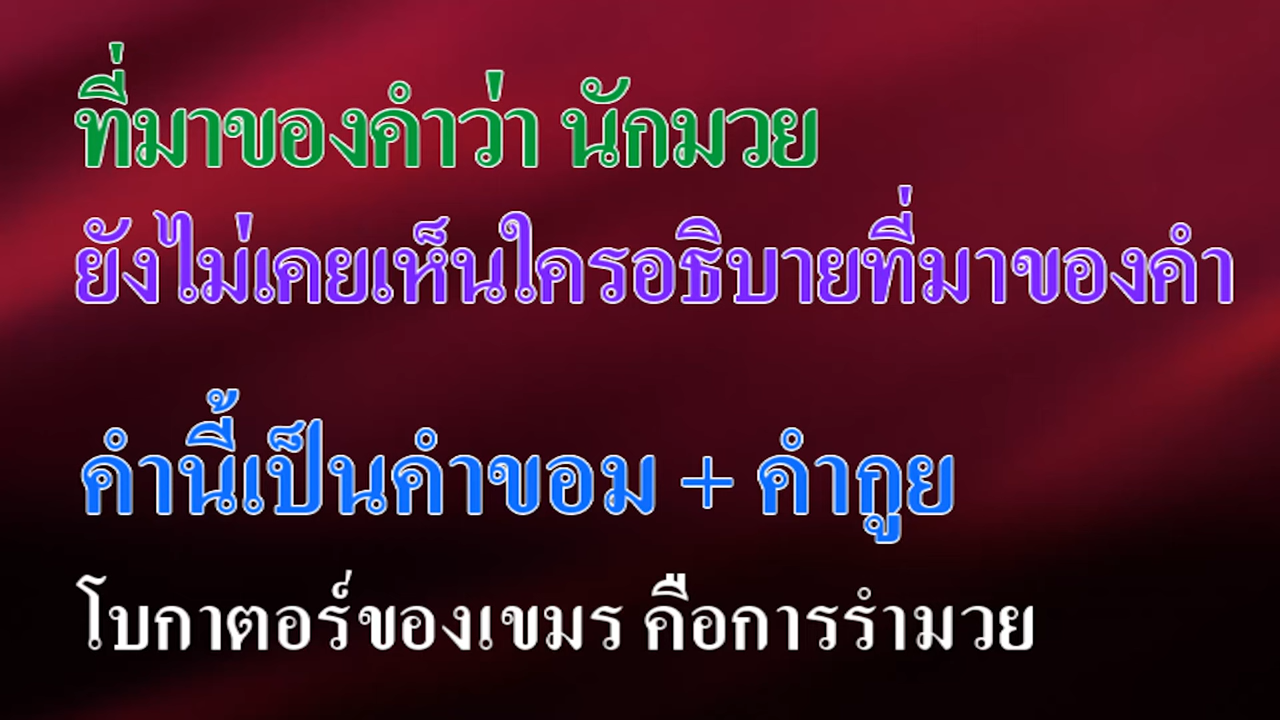 ที่มาของคำว่า นักมวย
ยังไม่เคยเห็นใครอธิบายที่มาของคำ
คำนี้เป็นคำขอม + คำกูย
โบกาตอร์ของเขมร คือการรำมวย